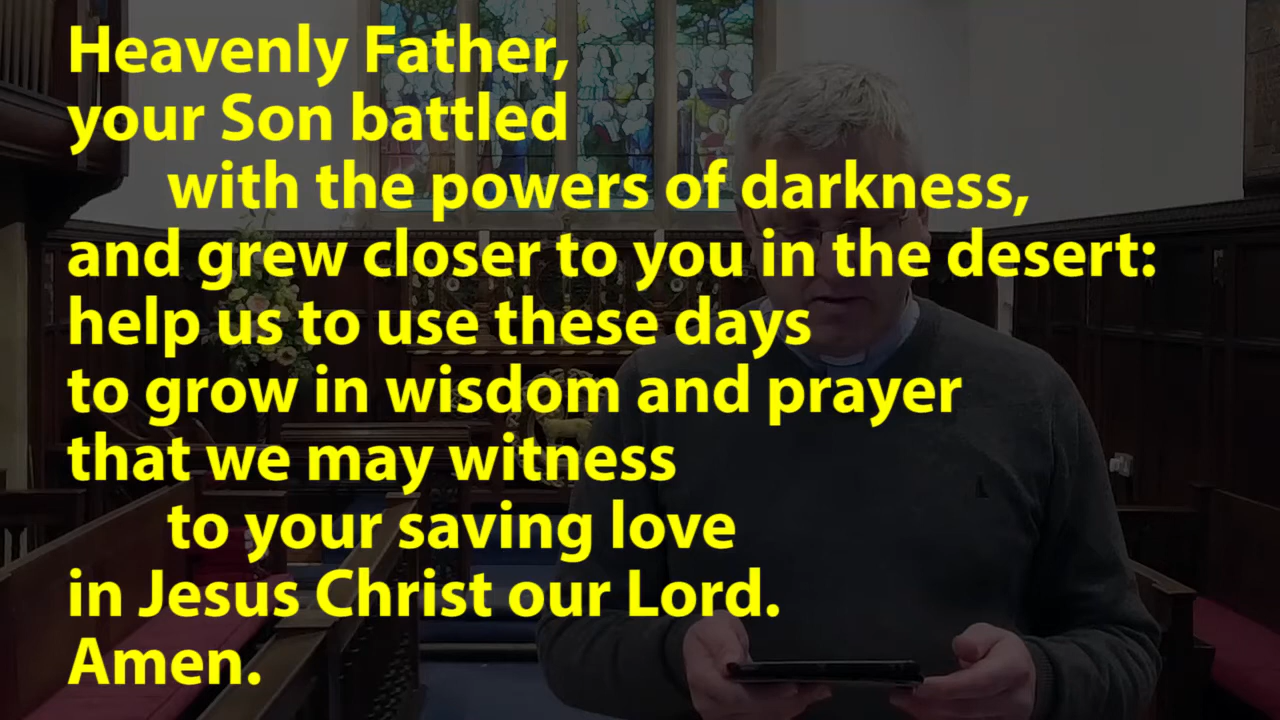 Heavenly Father,
your Son battled
with the powers of darkness,
and grew closer to you in the desert:
help us to use these days
to grow in wisdom and prayer
that we may witness
to your saving love
in Jesus Christ our Lord.
Amen.